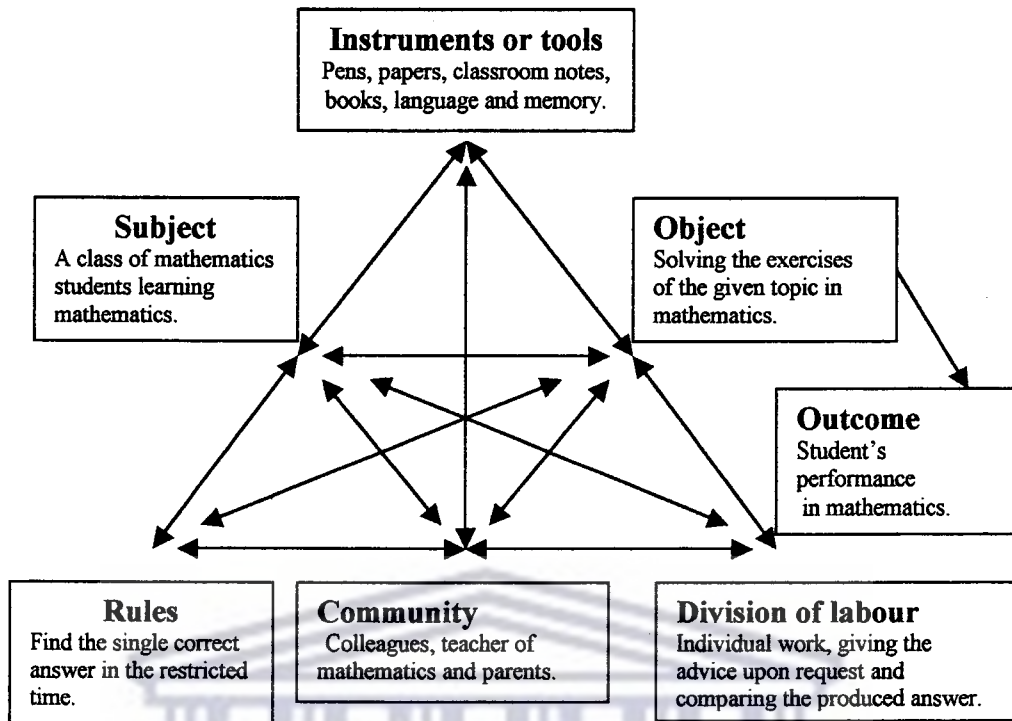 Instruments or tools
Pens, papers, classroom notes,
books, language and memory.
Subject
A class of mathematics
students learning
mathematics.
Object
Solving the exercises
of the given topic in
mathematics.
Outcome
Student's
performance
in mathematics.
Rules
Find the single correct
answer in the restricted
time.
Community
Colleagues, teacher of
mathematics and parents.
Division of labour
Individual work, giving the
advice upon request and
comparing the produced answer.